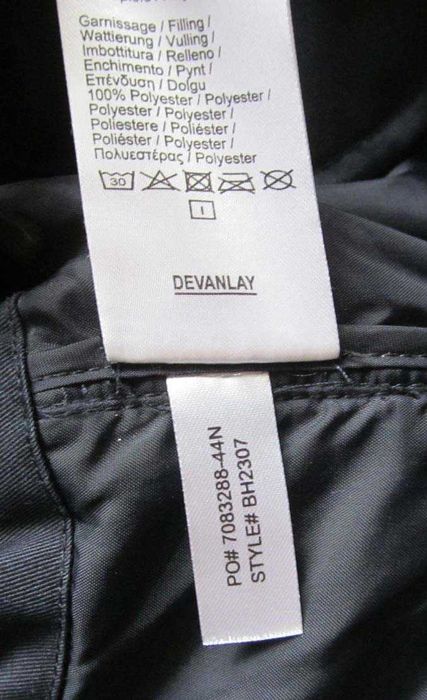 Garnissage / Filling /
Wattierung / Vulling /
Imbottitura / Relleno /
Enchimento / Pynt /
Επένδυση / Dolgu
100% Polyester / Polyester /
Polyester / Polyester /
Poliestere / Poliéster /
Poliéster / Polyester /
Πολυεστέρας / Polyester
30
I
DEVANLAY
PO# 7083288-44N
STYLE# BH2307